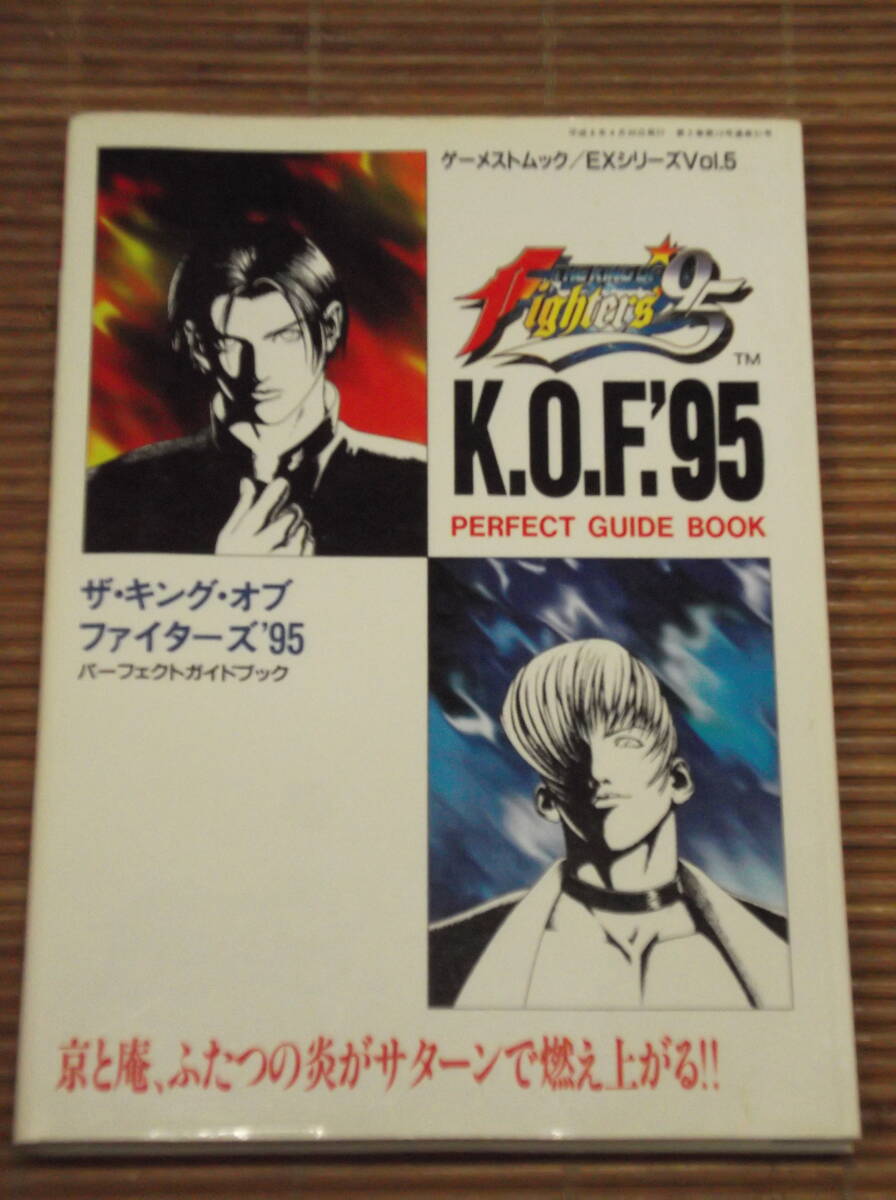 ゲーメストムック/EXシリーズVol.5
THE KING OF
Fighters'95
TM
K.O.F.'95
PERFECT GUIDE BOOK
ザ・キング・オブ
ファイターズ'95
パーフェクトガイドブック
京と庵、ふたつの炎がサターンで燃え上がる!!